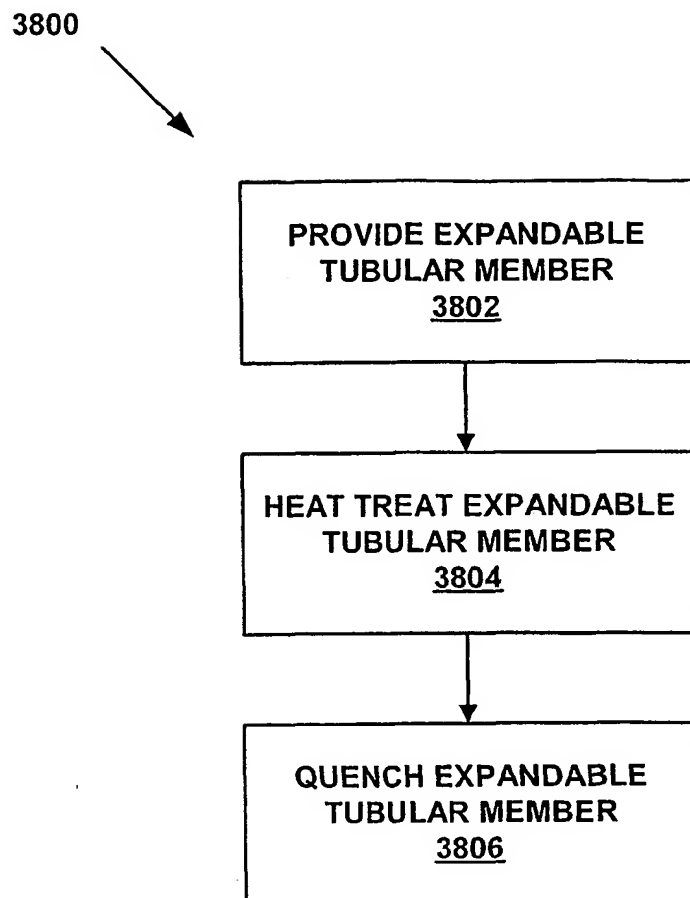 3800
PROVIDE EXPANDABLE
TUBULAR MEMBER
3802
HEAT TREAT EXPANDABLE
TUBULAR MEMBER
3804
QUENCH EXPANDABLE
TUBULAR MEMBER
3806